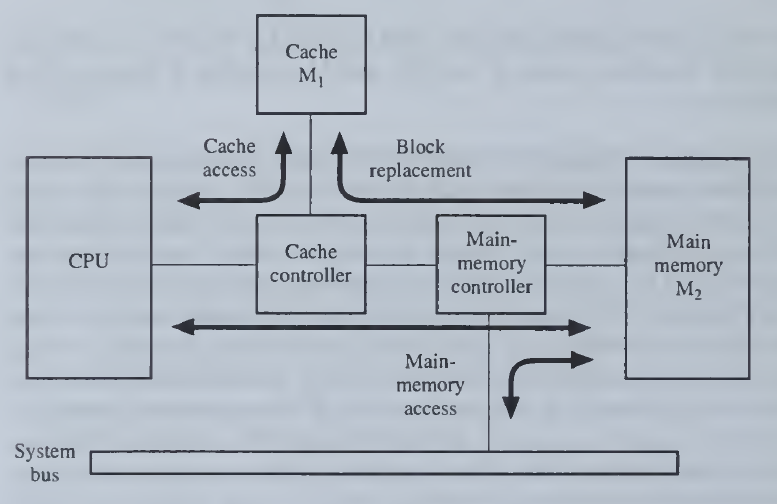 Cache
M1
Cache
access
Block
replacement
CPU
Cache
controller
Main-
memory
controller
Main
memory
M2
Main-
memory
access
System
bus